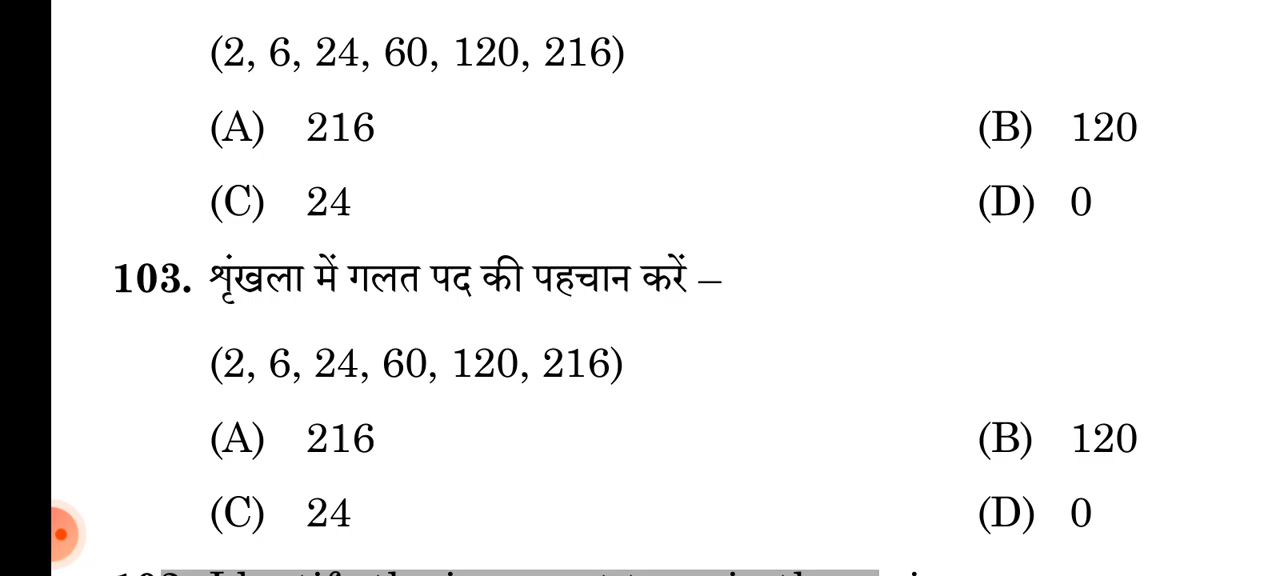 (2, 6, 24, 60, 120, 216)
(A) 216 (B) 120
(C) 24 (D) 0
103. शृंखला में गलत पद की पहचान करें –
(2, 6, 24, 60, 120, 216)
(A) 216 (B) 120
(C) 24 (D) 0